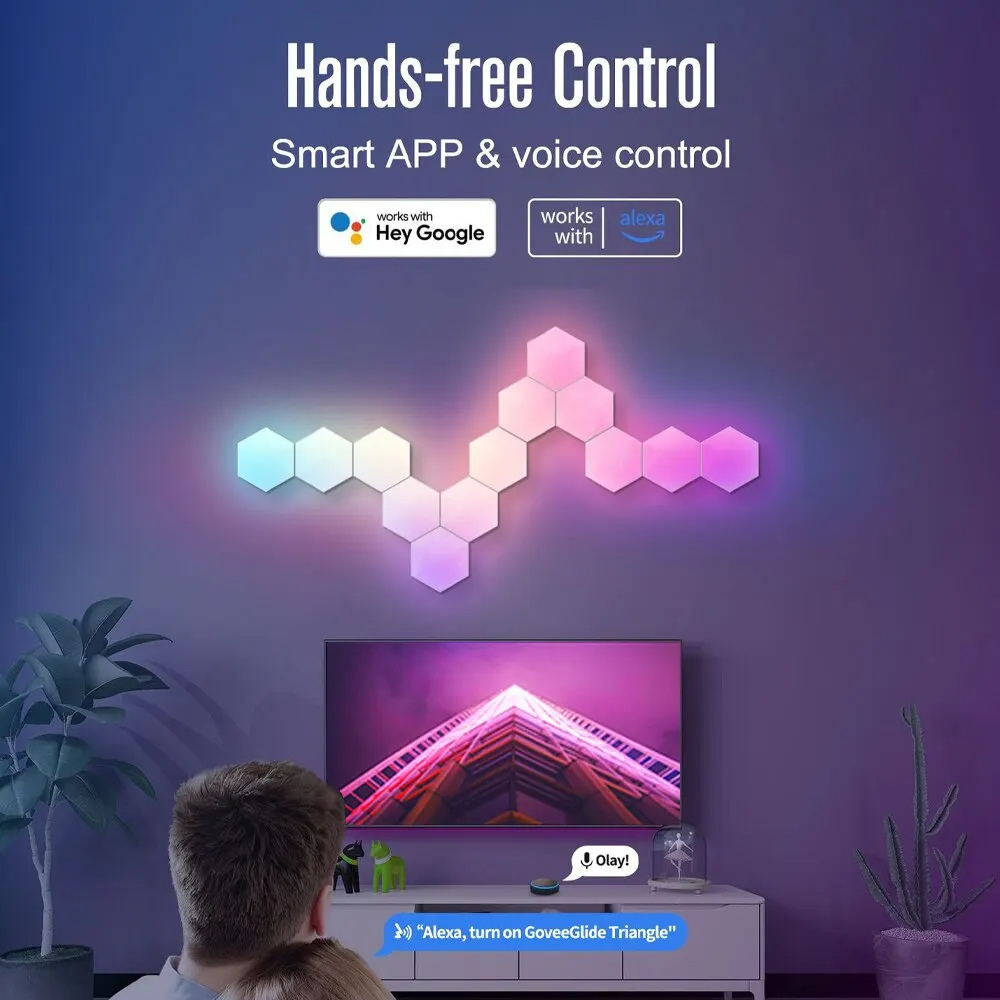 Hands-free Control
Smart APP & voice control
works with
Hey Google
works
with
alexa
Olay!
"Alexa, turn on GoveeGlide Triangle"